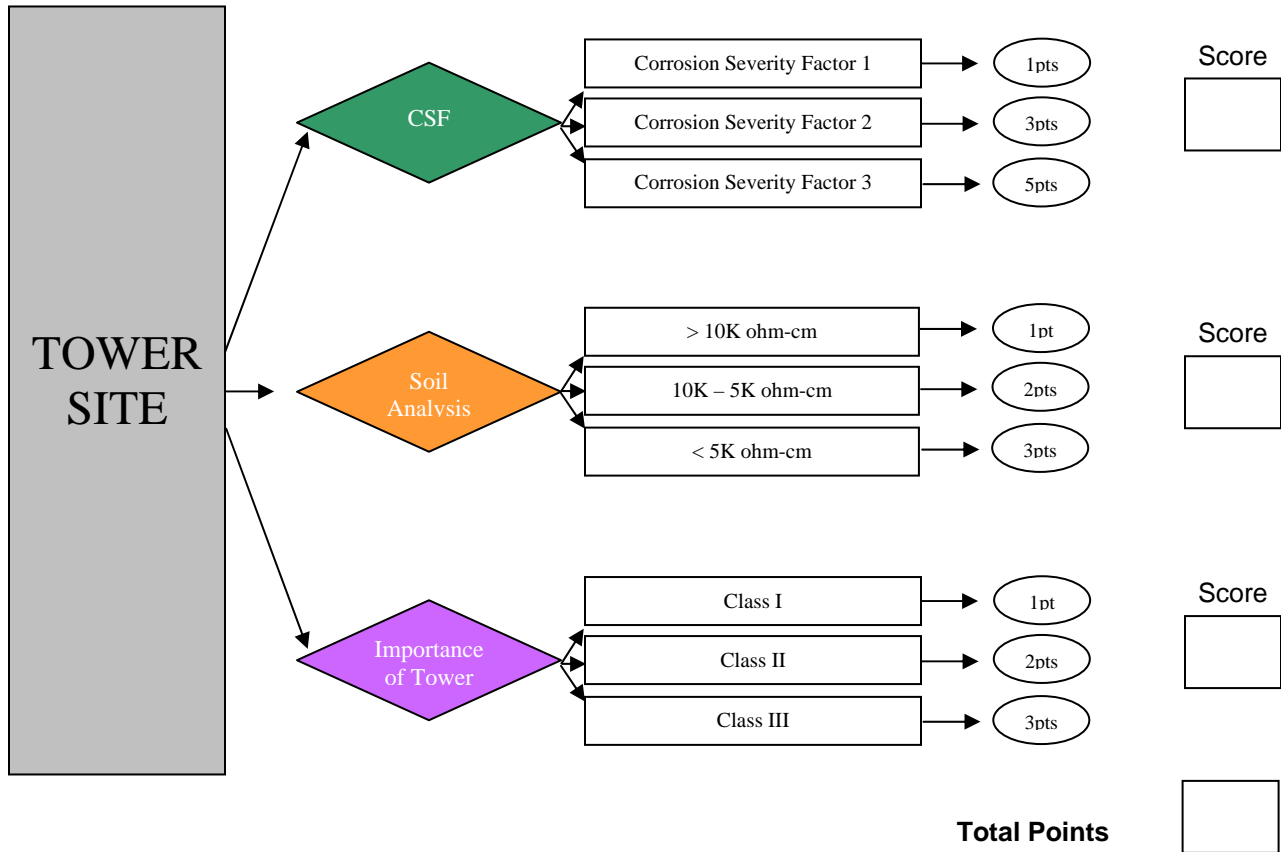 TOWER
SITE
CSF
Corrosion Severity Factor 1
1pts
Corrosion Severity Factor 2
3pts
Corrosion Severity Factor 3
5pts
Score
Soil
Analysis
> 10K ohm-cm
1pt
10K – 5K ohm-cm
2pts
< 5K ohm-cm
3pts
Score
Importance
of Tower
Class I
1pt
Class II
2pts
Class III
3pts
Score
Total Points